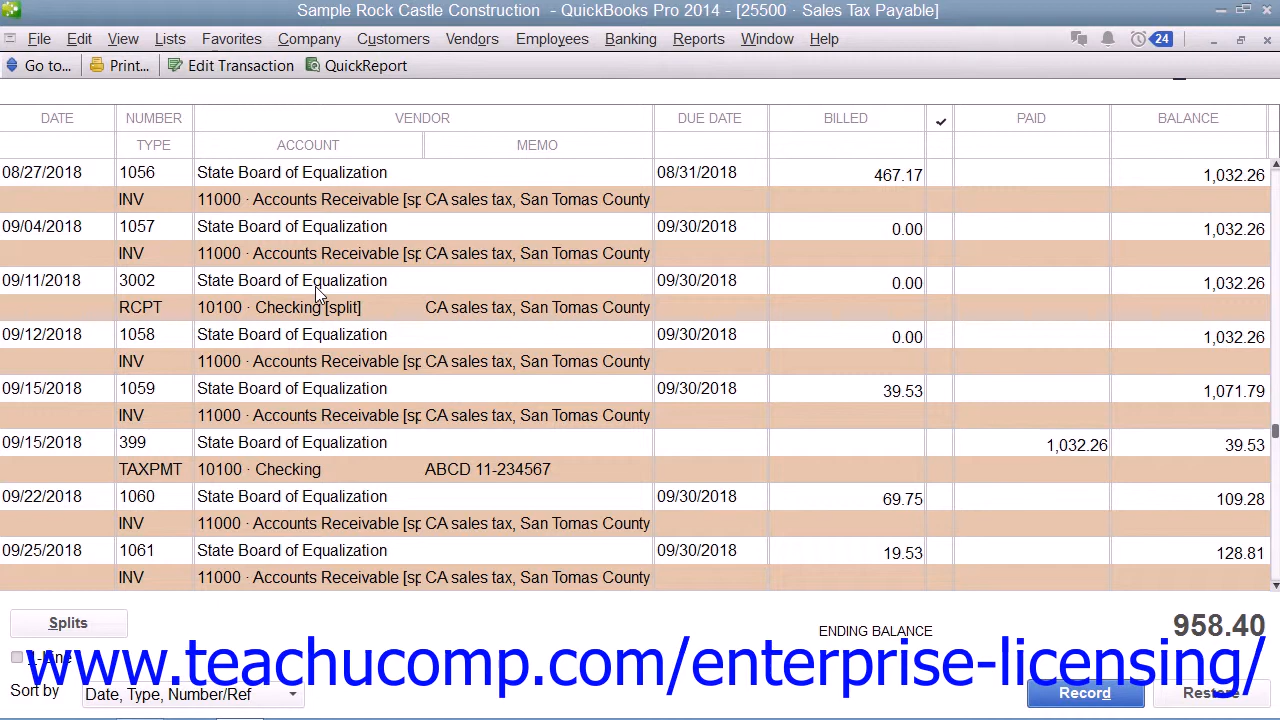 Sample Rock Castle Construction - QuickBooks Pro 2014 - [25500 · Sales Tax Payable]
File Edit View Lists Favorites Company Customers Vendors Employees Banking Reports Window Help 24
Go to... Print... Edit Transaction QuickReport
DATE NUMBER VENDOR DUE DATE BILLED ✓ PAID BALANCE
TYPE ACCOUNT MEMO
08/27/2018 1056 State Board of Equalization 08/31/2018 467.17 1,032.26
INV 11000 · Accounts Receivable [sp CA sales tax, San Tomas County
09/04/2018 1057 State Board of Equalization 09/30/2018 0.00 1,032.26
INV 11000 · Accounts Receivable [sp CA sales tax, San Tomas County
09/11/2018 3002 State Board of Equalization 09/30/2018 0.00 1,032.26
RCPT 10100 · Checking [split] CA sales tax, San Tomas County
09/12/2018 1058 State Board of Equalization 09/30/2018 0.00 1,032.26
INV 11000 · Accounts Receivable [sp CA sales tax, San Tomas County
09/15/2018 1059 State Board of Equalization 09/30/2018 39.53 1,071.79
INV 11000 · Accounts Receivable [sp CA sales tax, San Tomas County
09/15/2018 399 State Board of Equalization 1,032.26 39.53
TAXPMT 10100 · Checking ABCD 11-234567
09/22/2018 1060 State Board of Equalization 09/30/2018 69.75 109.28
INV 11000 · Accounts Receivable [sp CA sales tax, San Tomas County
09/25/2018 1061 State Board of Equalization 09/30/2018 19.53 128.81
INV 11000 · Accounts Receivable [sp CA sales tax, San Tomas County
Splits
ENDING BALANCE 958.40
1-Line
www.teachucomp.com/enterprise-licensing/
Sort by Date, Type, Number/Ref Record Restore